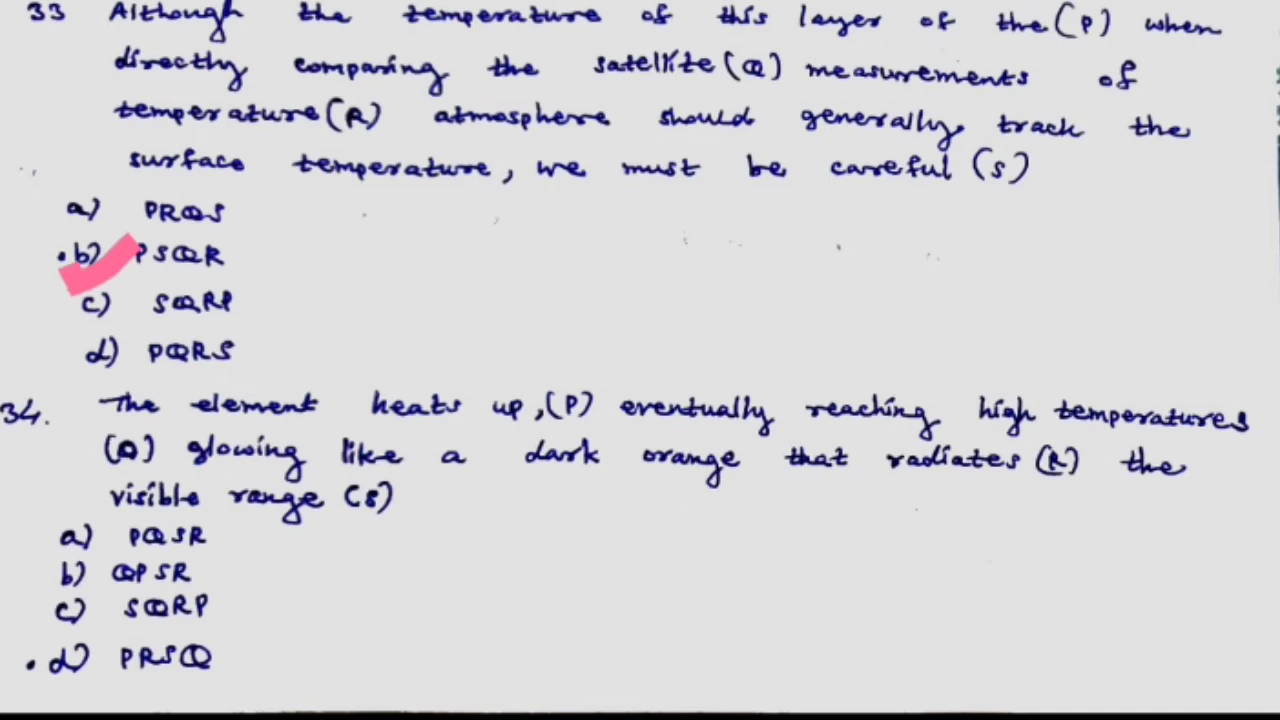 33 Although the temperature of this layer of the (P) when
directly comparing the satellite (Q) measurements of
temperature (R) atmosphere should generally track the
surface temperature, we must be careful (S)
a) PRQS
b) PSQR
c) SQRP
d) PQRS
34. The element heats up, (P) eventually reaching high temperatures
(Q) glowing like a dark orange that radiates (R) the
visible range (S)
a) PQSR
b) QPSR
c) SQRP
d) PRSQ